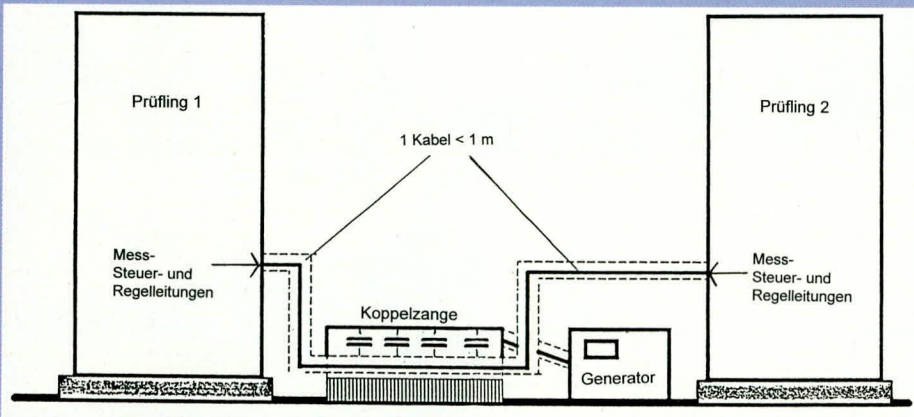 Prüfling 1
Prüfling 2
1 Kabel < 1 m
Mess-
Steuer- und
Regelleitungen
Mess-
Steuer- und
Regelleitungen
Koppelzange
Generator